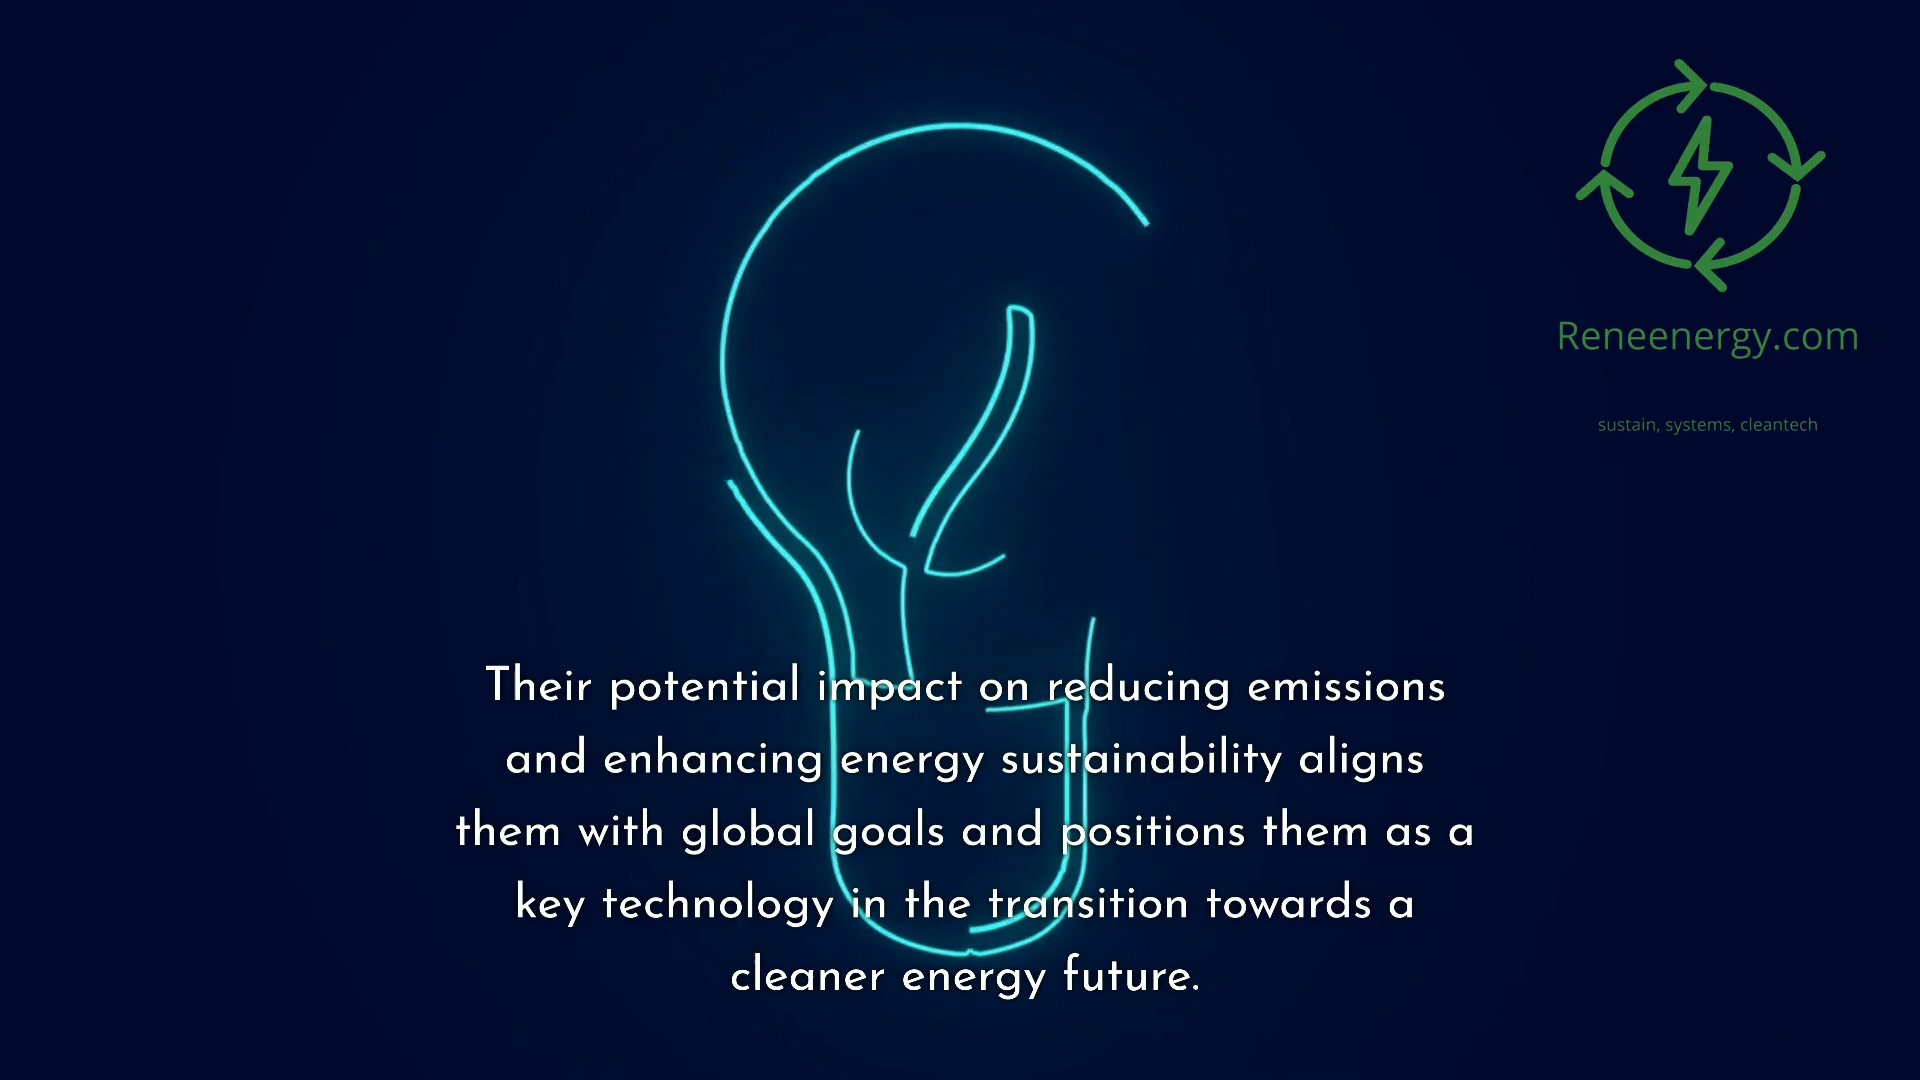 Reneenergy.com
sustain, systems, cleantech
Their potential impact on reducing emissions
and enhancing energy sustainability aligns
them with global goals and positions them as a
key technology in the transition towards a
cleaner energy future.